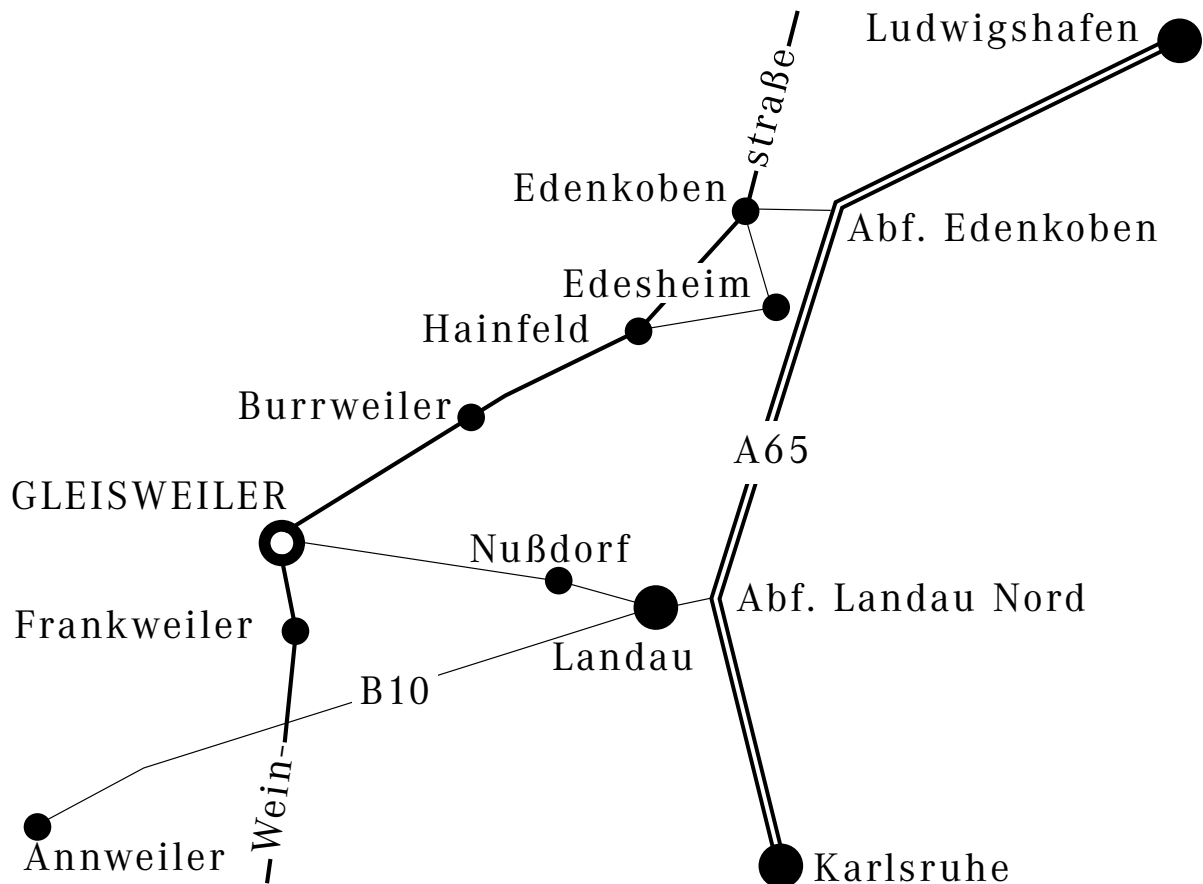 Ludwigshafen
straße
Edenkoben
Abf. Edenkoben
Edesheim
Hainfeld
Burrweiler
A65
GLEISWEILER
Nußdorf
Abf. Landau Nord
Frankweiler
Landau
B10
Wein-
Annweiler
Karlsruhe